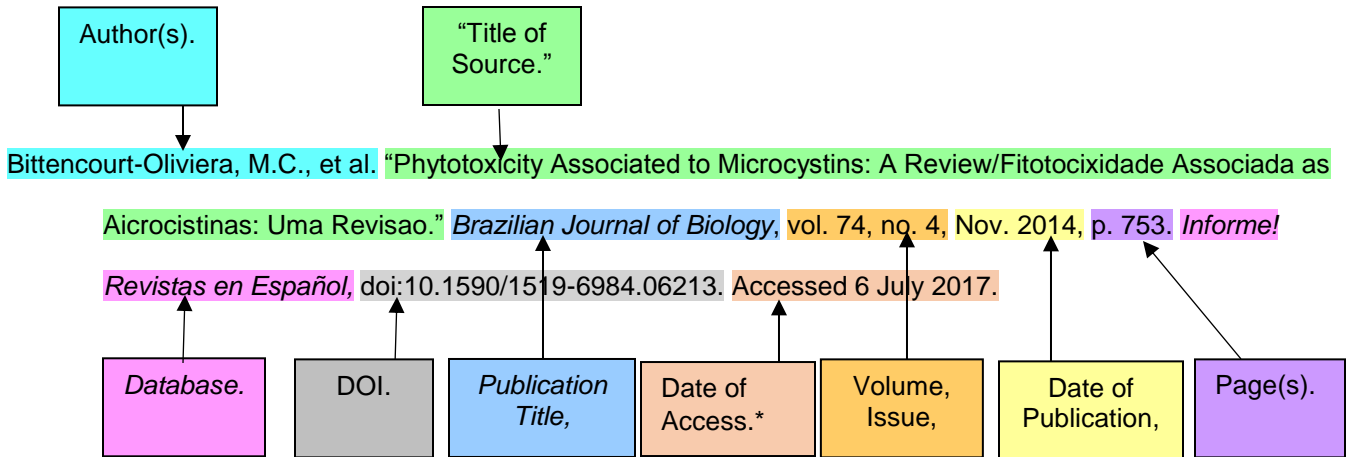 Author(s).
“Title of
Source.”
Bittencourt-Oliviera, M.C., et al. “Phytotoxicity Associated to Microcystins: A Review/Fitotocixidade Associada as
Aicrocistinas: Uma Revisao.” Brazilian Journal of Biology, vol. 74, no. 4, Nov. 2014, p. 753. Informe!
Revistas en Español, doi:10.1590/1519-6984.06213. Accessed 6 July 2017.
Database.
DOI.
Publication
Title,
Date of
Access.*
Volume,
Issue,
Date of
Publication,
Page(s).